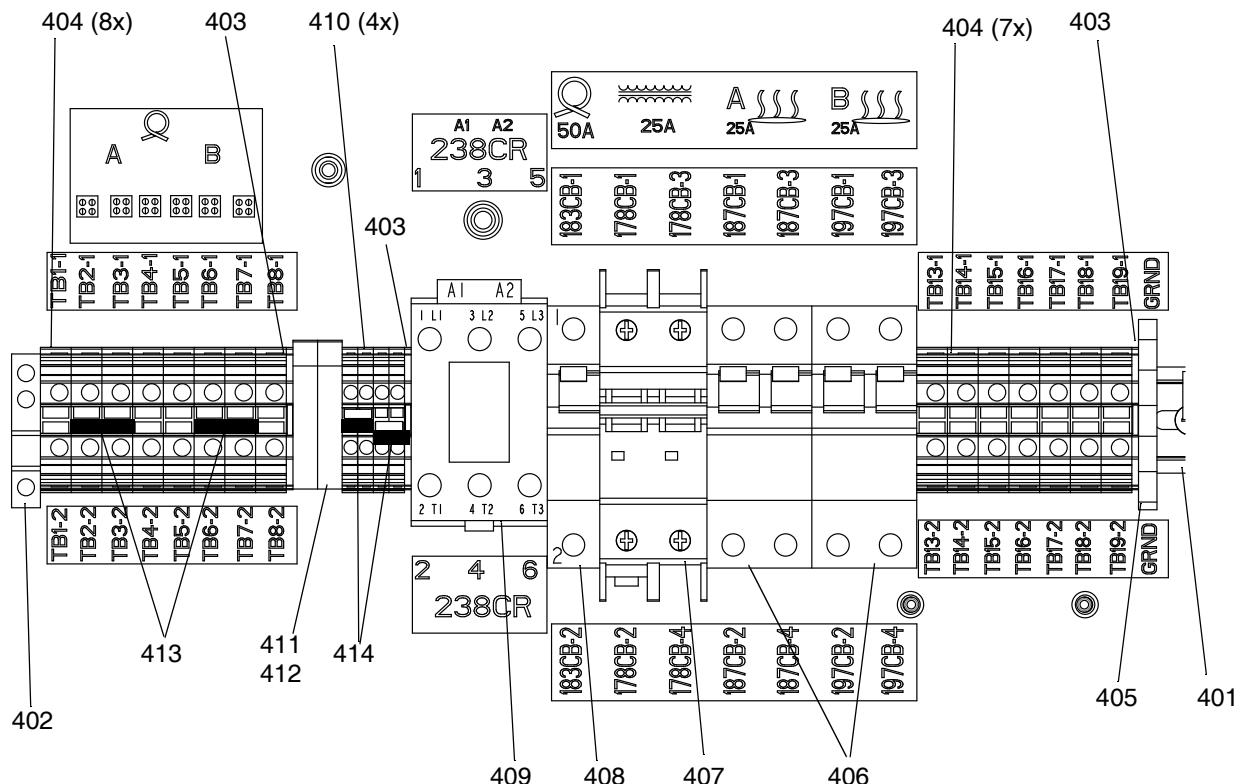 404 (8x)
403
410 (4x)
404 (7x)
403
A
B
A1 A2
238CR
1 3 5
50A
25A
A
25A
B
25A
403
183CB-1
178CB-1
178CB-3
187CB-1
187CB-3
197CB-1
197CB-3
TB1-1
TB2-1
TB3-1
TB4-1
TB5-1
TB6-1
TB7-1
TB8-1
TB13-1
TB14-1
TB15-1
TB16-1
TB17-1
TB18-1
TB19-1
GRND
A1 A2
1 L1 3 L2 5 L3
1
2 T1 4 T2 6 T3
2
TB1-2
TB2-2
TB3-2
TB4-2
TB5-2
TB6-2
TB7-2
TB8-2
TB13-2
TB14-2
TB15-2
TB16-2
TB17-2
TB18-2
TB19-2
GRND
2 4 6
238CR
183CB-2
178CB-2
178CB-4
187CB-2
187CB-4
197CB-2
197CB-4
413
411
412
414
402
405
401
409
408
407
406